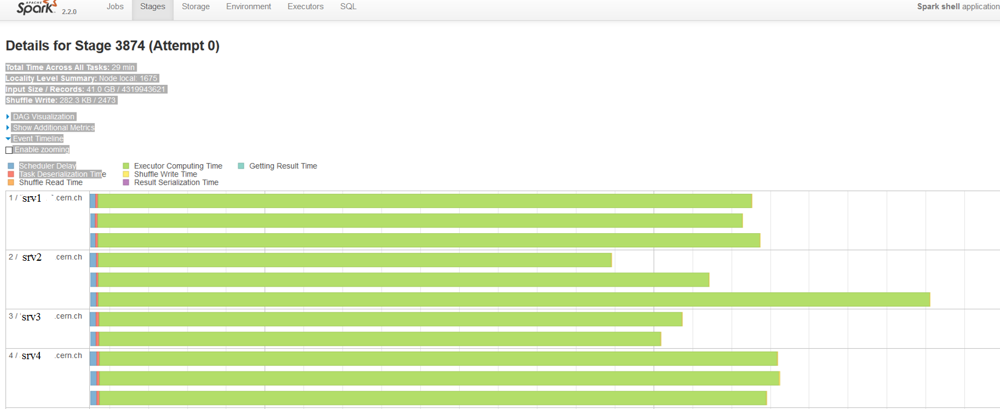 APACHE
Spark 2.2.0 Jobs Stages Storage Environment Executors SQL Spark shell application
Details for Stage 3874 (Attempt 0)
Total Time Across All Tasks: 29 min
Locality Level Summary: Node local: 1675
Input Size / Records: 41.0 GB / 4319943621
Shuffle Write: 282.3 KB / 2473
DAG Visualization
Show Additional Metrics
Event Timeline
Enable zooming
Scheduler Delay Executor Computing Time Getting Result Time
Task Deserialization Time Shuffle Write Time
Shuffle Read Time Result Serialization Time
1 / srv1 .cern.ch
2 / srv2 .cern.ch
3 / srv3 .cern.ch
4 / srv4 .cern.ch